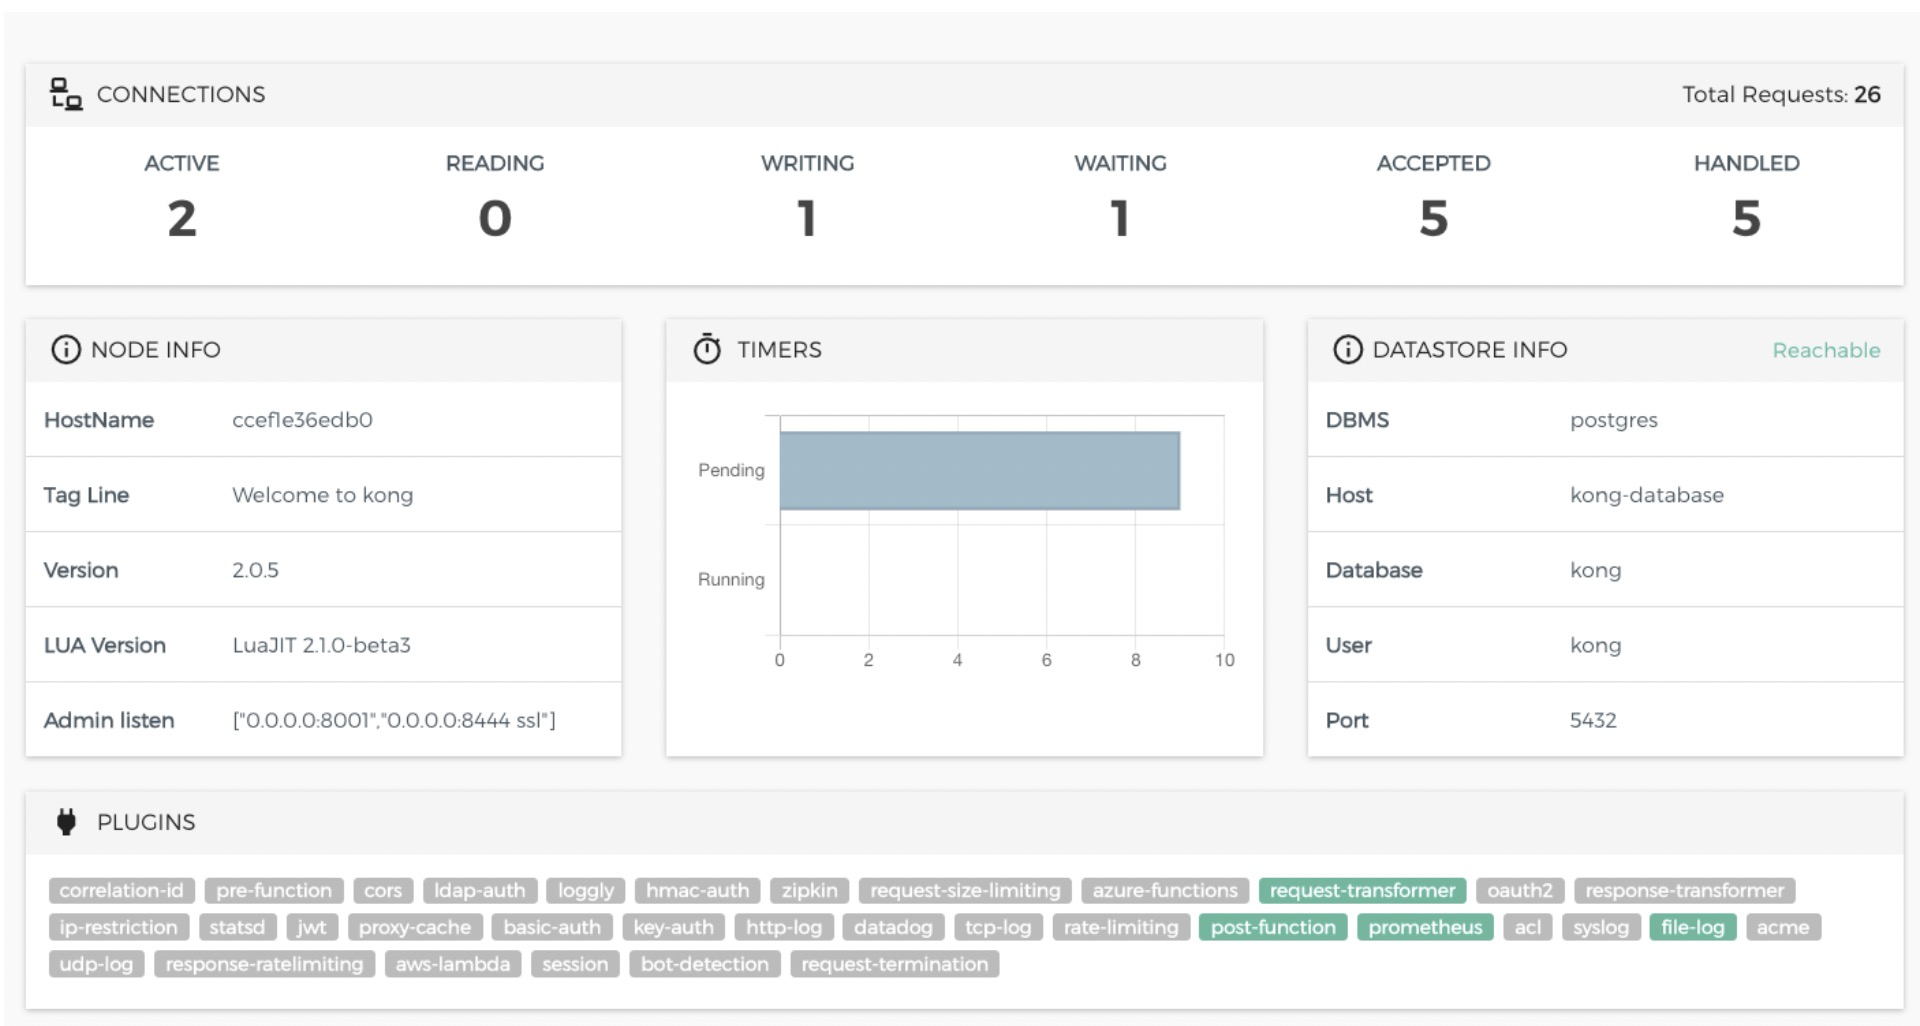 CONNECTIONS Total Requests: 26
ACTIVE READING WRITING WAITING ACCEPTED HANDLED
2 0 1 1 5 5
NODE INFO
HostName ccef1e36edb0
Tag Line Welcome to kong
Version 2.0.5
LUA Version LuaJIT 2.1.0-beta3
Admin listen ["0.0.0.0:8001","0.0.0.0:8444 ssl"]
TIMERS
Pending
Running
0 2 4 6 8 10
DATASTORE INFO Reachable
DBMS postgres
Host kong-database
Database kong
User kong
Port 5432
PLUGINS
correlation-id pre-function cors ldap-auth loggly hmac-auth zipkin request-size-limiting azure-functions request-transformer oauth2 response-transformer
ip-restriction statsd jwt proxy-cache basic-auth key-auth http-log datadog tcp-log rate-limiting post-function prometheus acl syslog file-log acme
udp-log response-ratelimiting aws-lambda session bot-detection request-termination